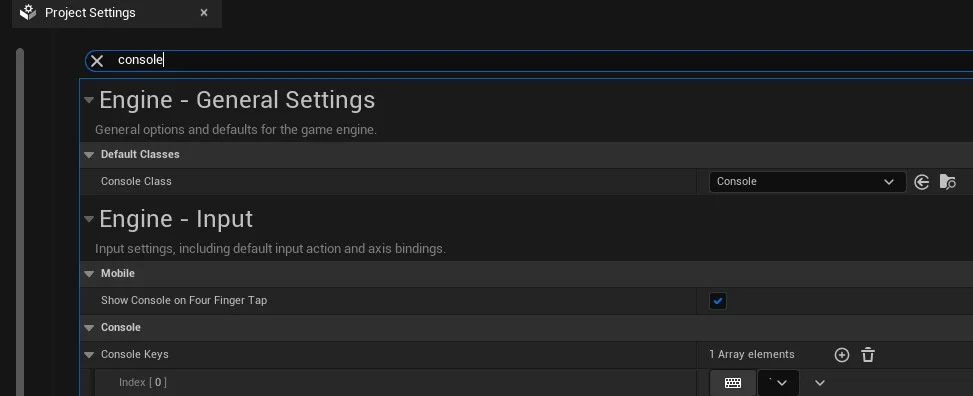 Project Settings
console
Engine - General Settings
General options and defaults for the game engine.
Default Classes
Console Class
Console
Engine - Input
Input settings, including default input action and axis bindings.
Mobile
Show Console on Four Finger Tap
Console
Console Keys
1 Array elements
Index [ 0 ]
`